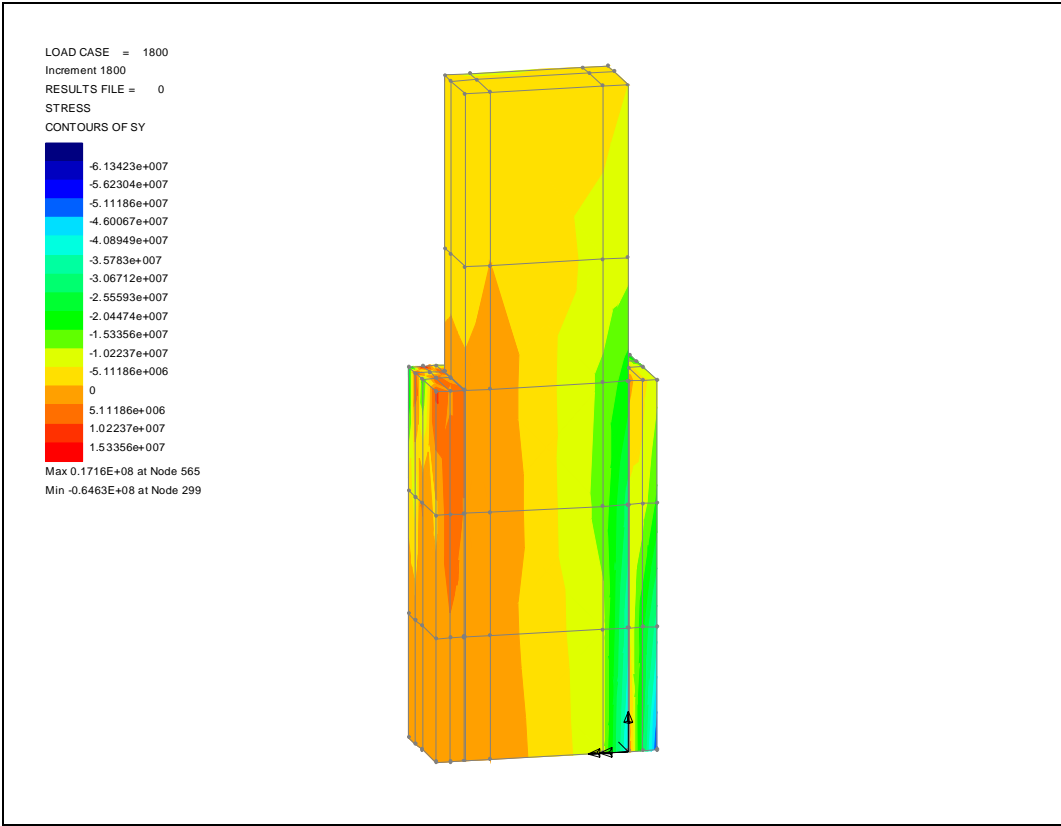 LOAD CASE = 1800
Increment 1800
RESULTS FILE = 0
STRESS
CONTOURS OF SY
-6.13423e+007
-5.62304e+007
-5.11186e+007
-4.60067e+007
-4.08949e+007
-3.5783e+007
-3.06712e+007
-2.55593e+007
-2.04474e+007
-1.53356e+007
-1.02237e+007
-5.11186e+006
0
5.11186e+006
1.02237e+007
1.53356e+007
Max 0.1716E+08 at Node 565
Min -0.6463E+08 at Node 299